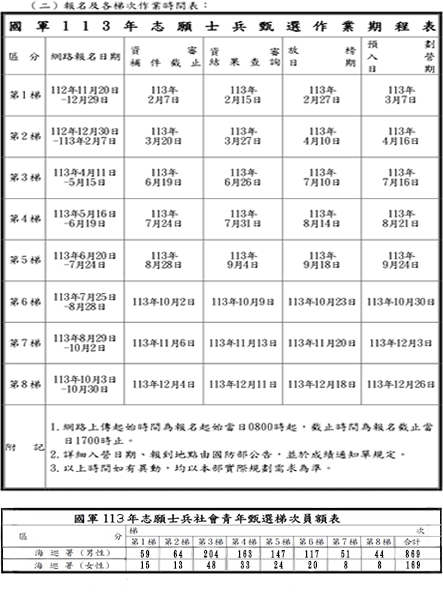 (二)報名及各梯次作業時間表：
國軍113年志願士兵甄選作業期程表
區分 網路報名日期 資審補件截止 資審結果查詢 放榜日期 預劃入營日期
第1梯 112年11月20日-12月29日 113年2月7日 113年2月15日 113年2月27日 113年3月7日
第2梯 112年12月30日-113年2月7日 113年3月20日 113年3月27日 113年4月10日 113年4月16日
第3梯 113年4月11日-5月15日 113年6月19日 113年6月26日 113年7月10日 113年7月16日
第4梯 113年5月16日-6月19日 113年7月24日 113年7月31日 113年8月14日 113年8月21日
第5梯 113年6月20日-7月24日 113年8月28日 113年9月4日 113年9月18日 113年9月24日
第6梯 113年7月25日-8月28日 113年10月2日 113年10月9日 113年10月23日 113年10月30日
第7梯 113年8月29日-10月2日 113年11月6日 113年11月13日 113年11月20日 113年12月3日
第8梯 113年10月3日-10月30日 113年12月4日 113年12月11日 113年12月18日 113年12月26日
附記
1.網路上傳起始時間為報名起始當日0800時起，截止時間為報名截止當
日1700時止。
2.詳細入營日期、報到地點由國防部公告，並於成績通知單規定。
3.以上時間如有異動，均以本部實際規劃需求為準。
國軍113年志願士兵社會青年甄選梯次員額表
區分 梯次
第1梯 第2梯 第3梯 第4梯 第5梯 第6梯 第7梯 第8梯 合計
海巡署(男性) 59 64 204 163 147 117 51 44 869
海巡署(女性) 15 13 48 33 24 20 8 8 169